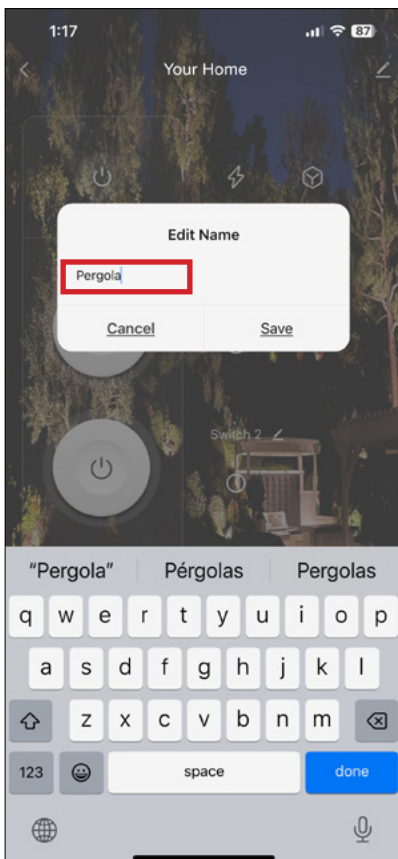 1:17 87
Your Home
Edit Name
Pergola
Cancel Save
Switch 2
“Pergola” Pérgolas Pergolas
q w e r t y u i o p
a s d f g h j k l
z x c v b n m
123 space done